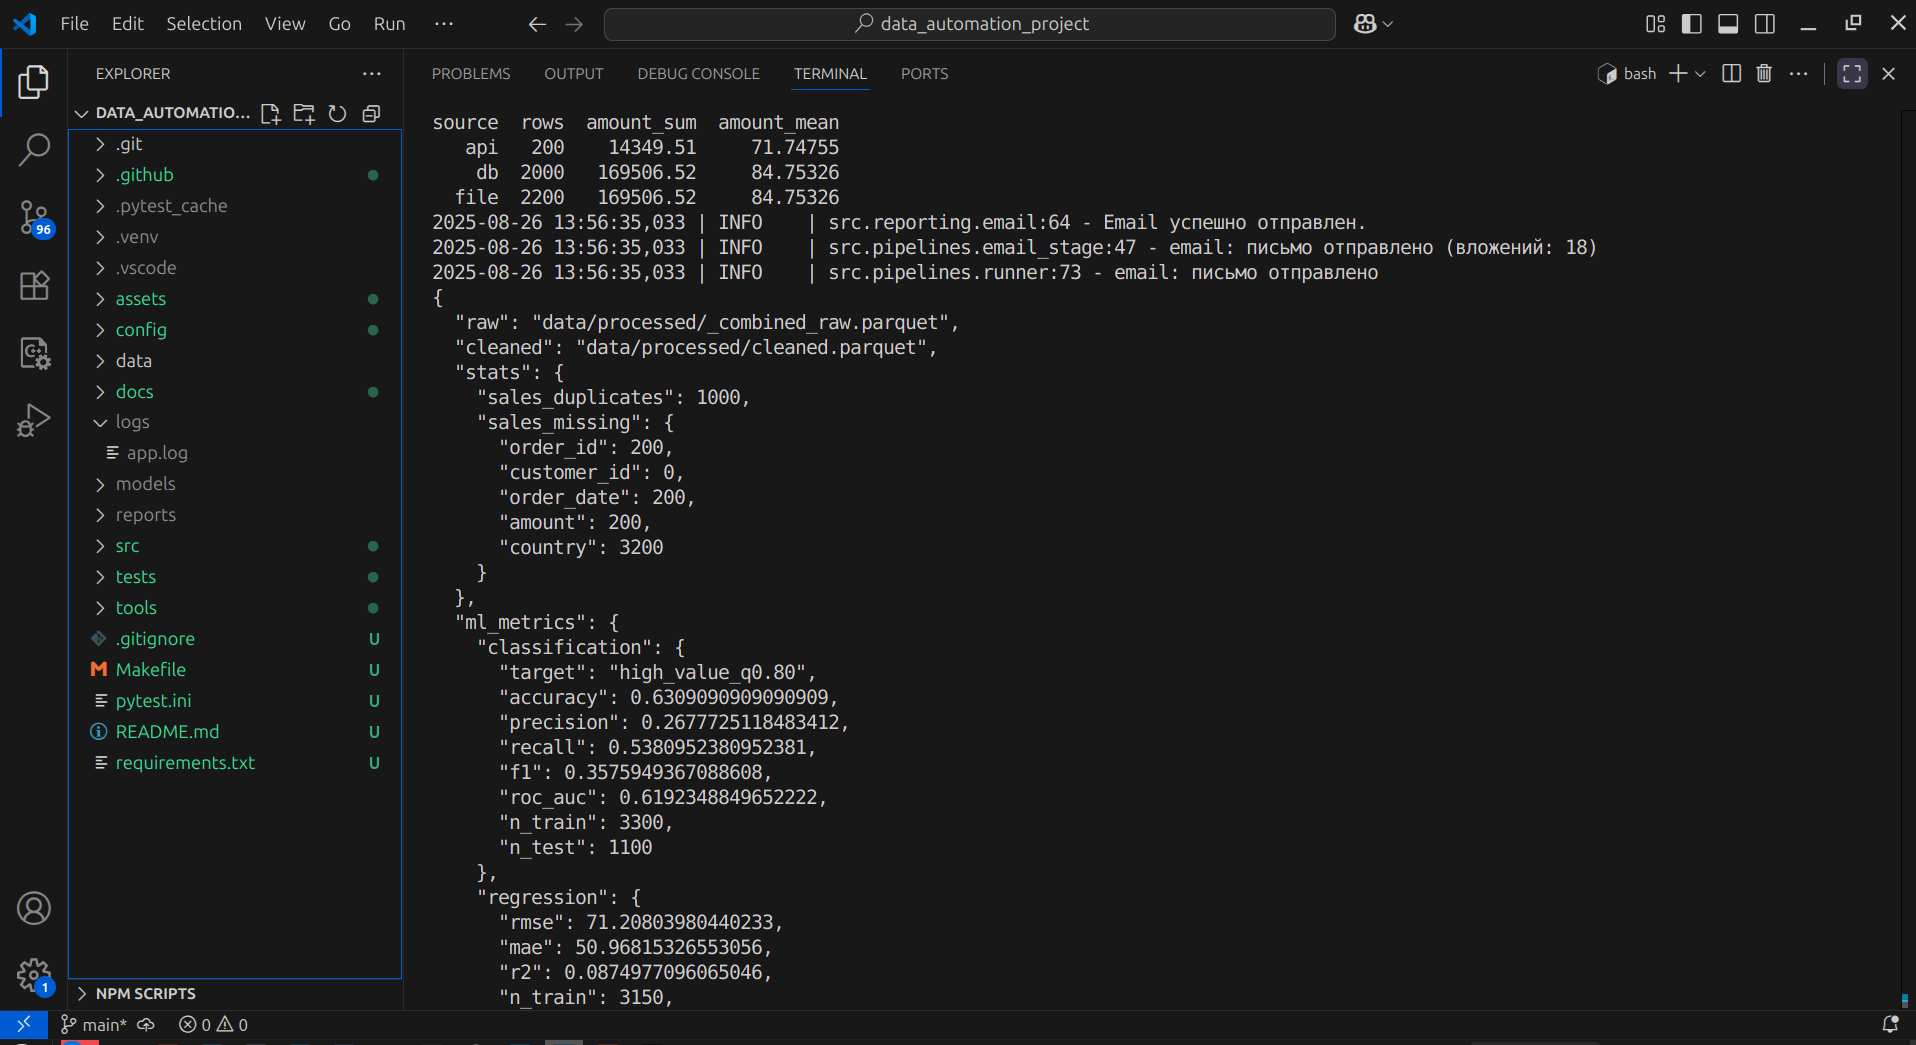 File Edit Selection View Go Run ···
data_automation_project
EXPLORER ···
DATA_AUTOMATIO...
.git
.github
.pytest_cache
.venv
.vscode
assets
config
data
docs
logs
app.log
models
reports
src
tests
tools
.gitignore U
M Makefile U
pytest.ini U
README.md U
requirements.txt U
NPM SCRIPTS
96
1
PROBLEMS OUTPUT DEBUG CONSOLE TERMINAL PORTS
bash
source rows amount_sum amount_mean
api 200 14349.51 71.74755
db 2000 169506.52 84.75326
file 2200 169506.52 84.75326
2025-08-26 13:56:35,033 | INFO | src.reporting.email:64 - Email успешно отправлен.
2025-08-26 13:56:35,033 | INFO | src.pipelines.email_stage:47 - email: письмо отправлено (вложений: 18)
2025-08-26 13:56:35,033 | INFO | src.pipelines.runner:73 - email: письмо отправлено
{
"raw": "data/processed/_combined_raw.parquet",
"cleaned": "data/processed/cleaned.parquet",
"stats": {
"sales_duplicates": 1000,
"sales_missing": {
"order_id": 200,
"customer_id": 0,
"order_date": 200,
"amount": 200,
"country": 3200
}
},
"ml_metrics": {
"classification": {
"target": "high_value_q0.80",
"accuracy": 0.6309090909090909,
"precision": 0.2677725118483412,
"recall": 0.5380952380952381,
"f1": 0.3575949367088608,
"roc_auc": 0.6192348849652222,
"n_train": 3300,
"n_test": 1100
},
"regression": {
"rmse": 71.20803980440233,
"mae": 50.96815326553056,
"r2": 0.0874977096065046,
"n_train": 3150,
main* 0 0